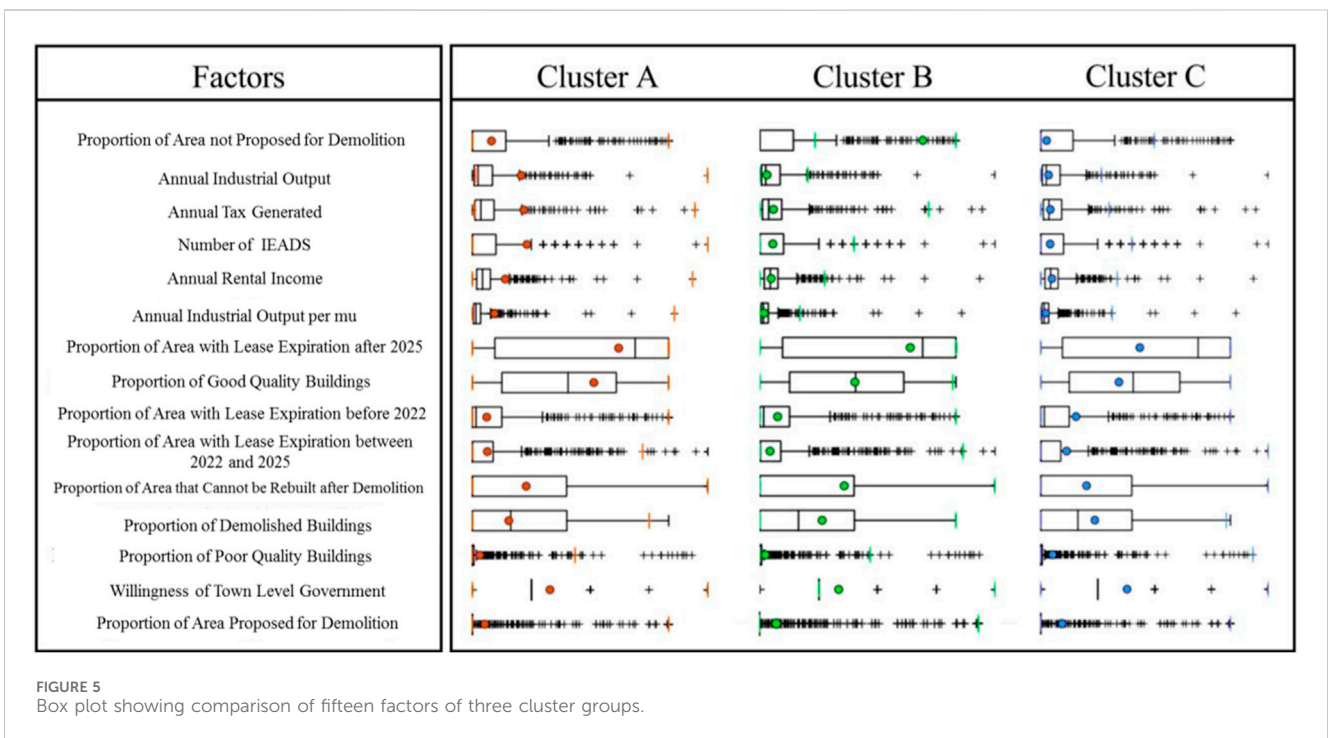 Factors
Cluster A
Cluster B
Cluster C
Proportion of Area not Proposed for Demolition
Annual Industrial Output
Annual Tax Generated
Number of IEADS
Annual Rental Income
Annual Industrial Output per mu
Proportion of Area with Lease Expiration after 2025
Proportion of Good Quality Buildings
Proportion of Area with Lease Expiration before 2022
Proportion of Area with Lease Expiration between
2022 and 2025
Proportion of Area that Cannot be Rebuilt after Demolition
Proportion of Demolished Buildings
Proportion of Poor Quality Buildings
Willingness of Town Level Government
Proportion of Area Proposed for Demolition
FIGURE 5
Box plot showing comparison of fifteen factors of three cluster groups.